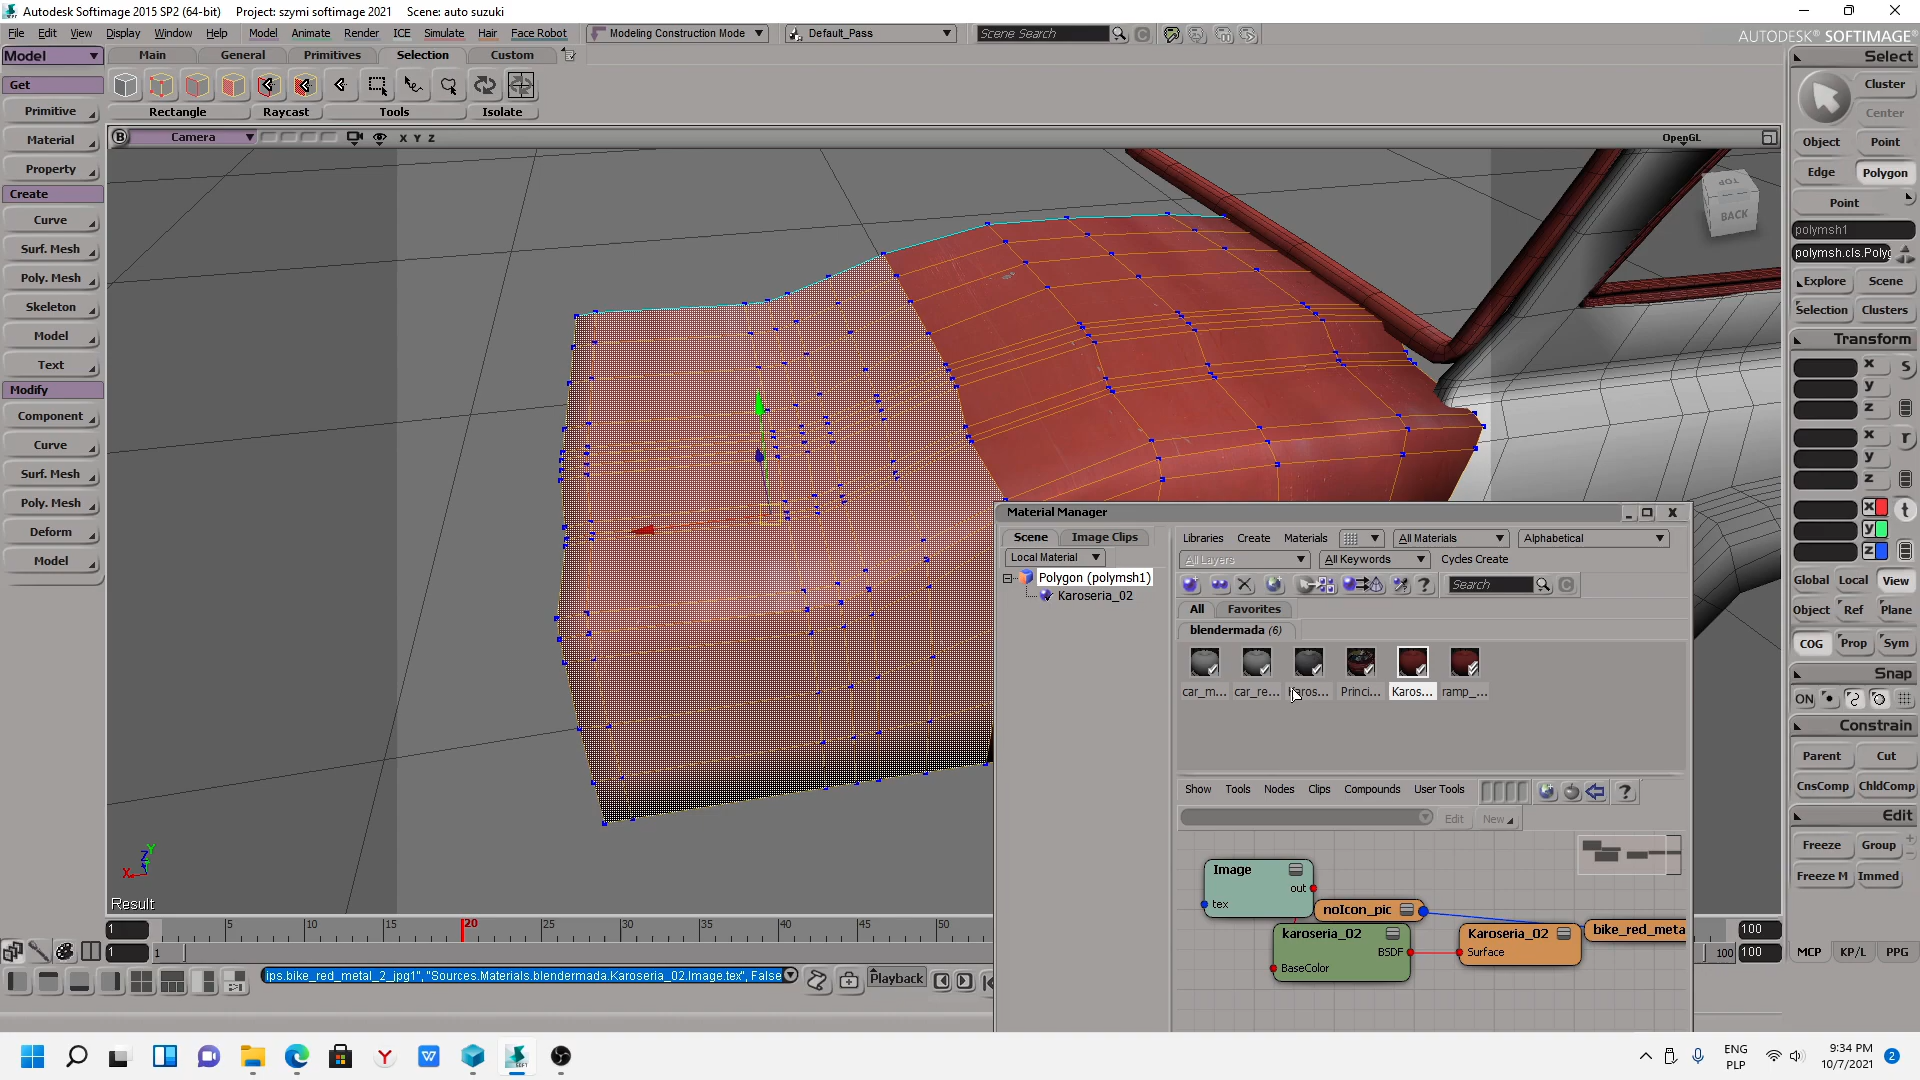 Autodesk Softimage 2015 SP2 (64-bit) Project: szymi softimage 2021 Scene: auto suzuki
File Edit View Display Window Help Model Animate Render ICE Simulate Hair Face Robot Modeling Construction Mode Default_Pass Scene Search AUTODESK® SOFTIMAGE®
Model Main General Primitives Selection Custom Select
Get
Primitive
Material
Property
Create
Curve
Surf. Mesh
Poly. Mesh
Skeleton
Model
Text
Modify
Component
Curve
Surf. Mesh
Poly. Mesh
Deform
Model
Rectangle Raycast Tools Isolate
B Camera X Y Z OpenGL
TOP
BACK
Cluster
Center
Object Point
Edge Polygon
Point
polymsh1
polymsh.cls.Polyg
Explore Scene
Selection Clusters
Transform
x S
y
z
x r
y
z
x t
y
z
Global Local View
Object Ref Plane
COG Prop Sym
Snap
ON
Constrain
Parent Cut
CnsComp ChldComp
Edit
Freeze Group
Freeze M Immed
Material Manager
Scene Image Clips
Local Material
Polygon (polymsh1)
Karoseria_02
Libraries Create Materials All Materials Alphabetical
All Layers All Keywords Cycles Create
Search
All Favorites
blendermada (6)
car_m... car_re... Karos... Princi... Karos... ramp_...
Show Tools Nodes Clips Compounds User Tools
Edit New
Image
out
tex
noIcon_pic
karoseria_02
BSDF
BaseColor
Karoseria_02
Surface
bike_red_meta
Z Y
X
Result
1 5 10 15 20 25 30 35 40 45 50 100
1 1 100 100
MCP KP/L PPG
ips.bike_red_metal_2_jpg1", "Sources.Materials.blendermada.Karoseria_02.Image.tex", False
Playback
ENG
PLP
9:34 PM
10/7/2021
2